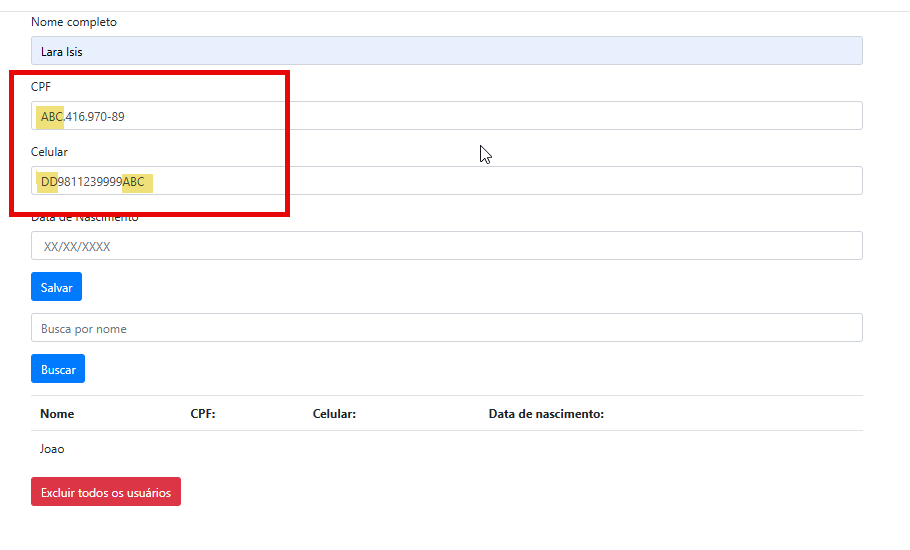 Nome completo
Lara Isis
CPF
ABC.416.970-89
Celular
DD9811239999ABC
Data de Nascimento
XX/XX/XXXX
Salvar
Busca por nome
Buscar
Nome CPF: Celular: Data de nascimento:
Joao
Excluir todos os usuários